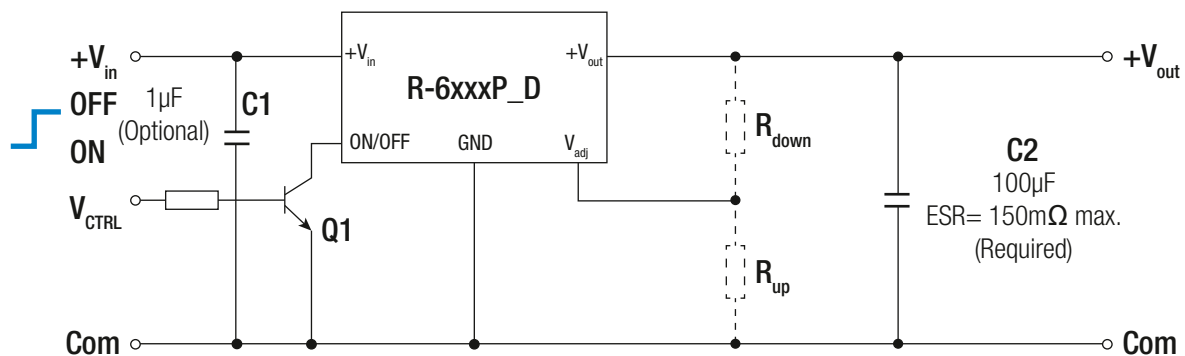 +Vin
OFF
ON
VCTRL
Com
1µF
(Optional)
C1
Q1
+Vin
+Vout
R-6xxxP_D
ON/OFF
GND
Vadj
Rdown
Rup
C2
100µF
ESR= 150mΩ max.
(Required)
+Vout
Com